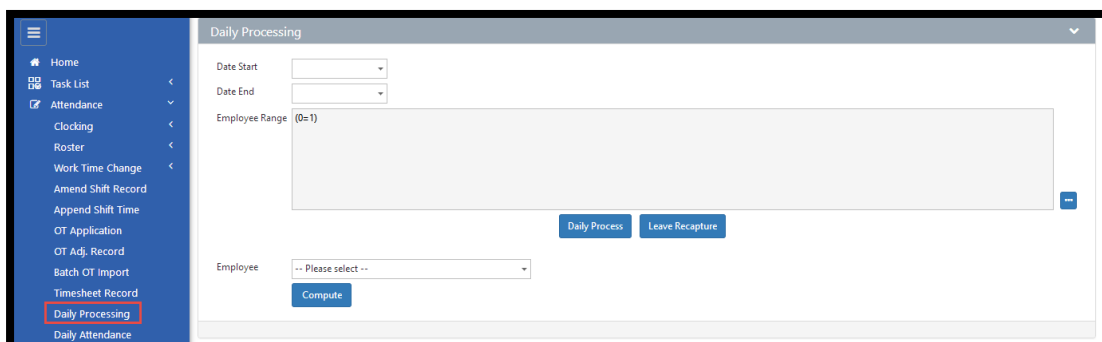 Daily Processing
Home
Task List
Attendance
Clocking
Roster
Work Time Change
Amend Shift Record
Append Shift Time
OT Application
OT Adj. Record
Batch OT Import
Timesheet Record
Daily Processing
Daily Attendance
Date Start
Date End
Employee Range (0=1)
Daily Process Leave Recapture
Employee -- Please select --
Compute